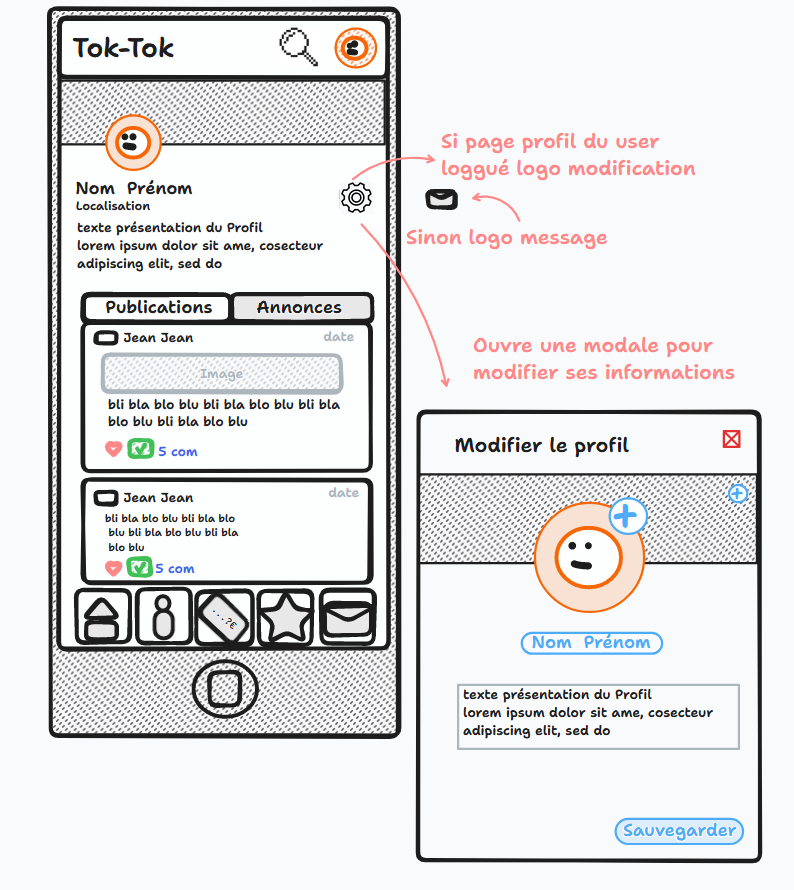 Tok-Tok
Nom Prénom
Localisation
texte présentation du Profil
lorem ipsum dolor sit ame, cosecteur
adipiscing elit, sed do
Publications
Annonces
Jean Jean
date
Image
bli bla blo blu bli bla blo blu bli bla
blo blu bli bla blo blu
5 com
Jean Jean
date
bli bla blo blu bli bla blo
blu bli bla blo blu bli bla
blo blu
5 com
...?€
Si page profil du user
loggué logo modification
Sinon logo message
Ouvre une modale pour
modifier ses informations
Modifier le profil
Nom Prénom
texte présentation du Profil
lorem ipsum dolor sit ame, cosecteur
adipiscing elit, sed do
Sauvegarder